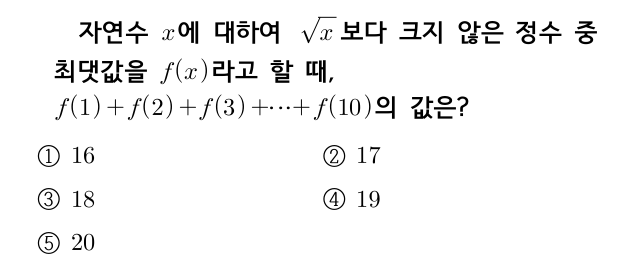 자연수 x에 대하여 √x보다 크지 않은 정수 중
최댓값을 f(x)라고 할 때,
f(1)+f(2)+f(3)+⋯+f(10)의 값은?
① 16 ② 17
③ 18 ④ 19
⑤ 20